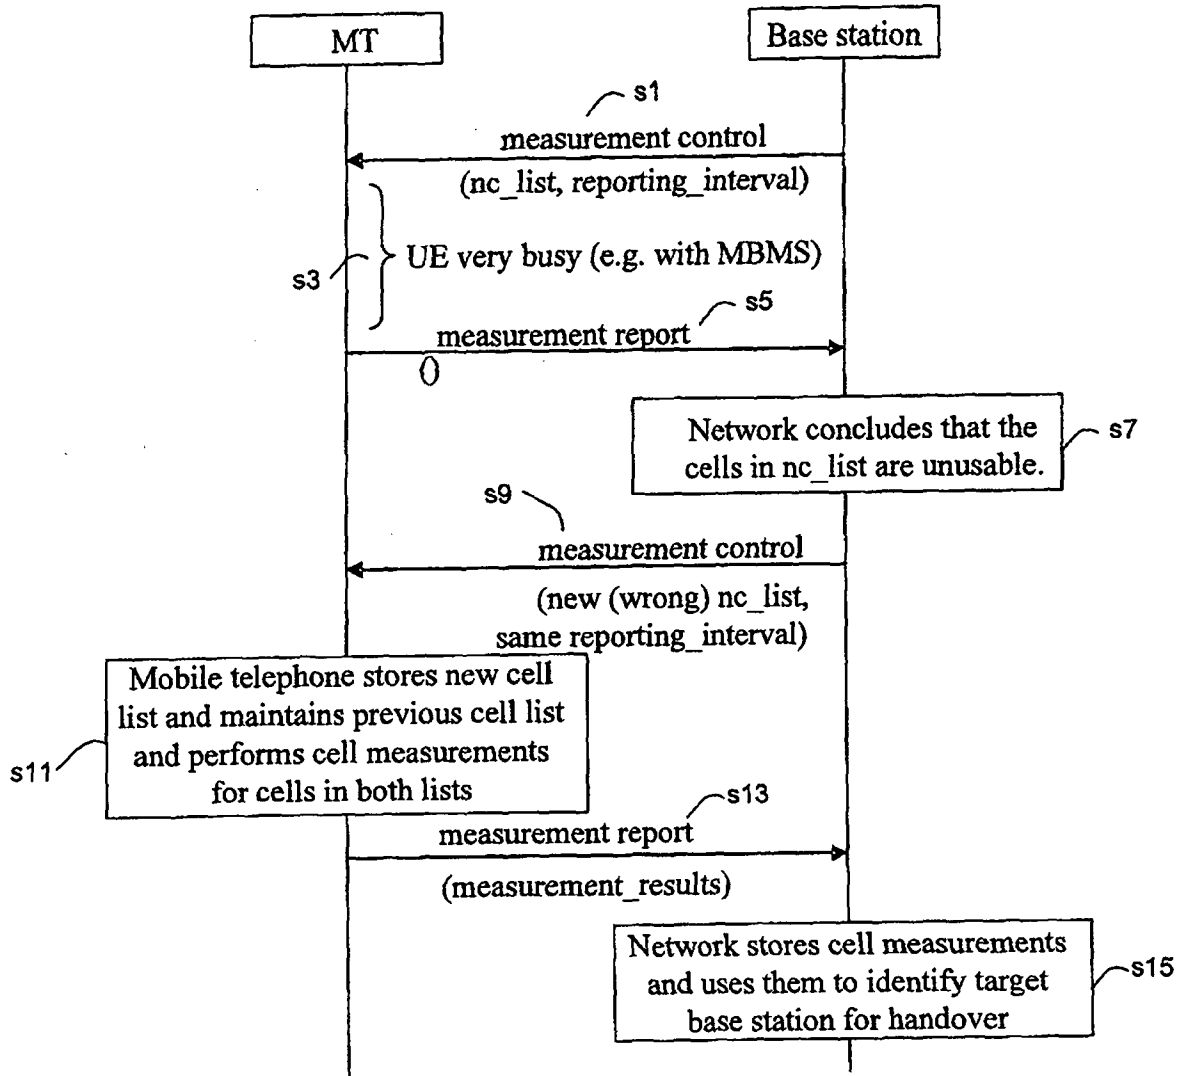 MT
Base station
s1
measurement control
(nc_list, reporting_interval)
s3
UE very busy (e.g. with MBMS)
s5
measurement report
()
Network concludes that the
cells in nc_list are unusable.
s7
s9
measurement control
(new (wrong) nc_list,
same reporting_interval)
Mobile telephone stores new cell
list and maintains previous cell list
and performs cell measurements
for cells in both lists
s11
s13
measurement report
(measurement_results)
Network stores cell measurements
and uses them to identify target
base station for handover
s15